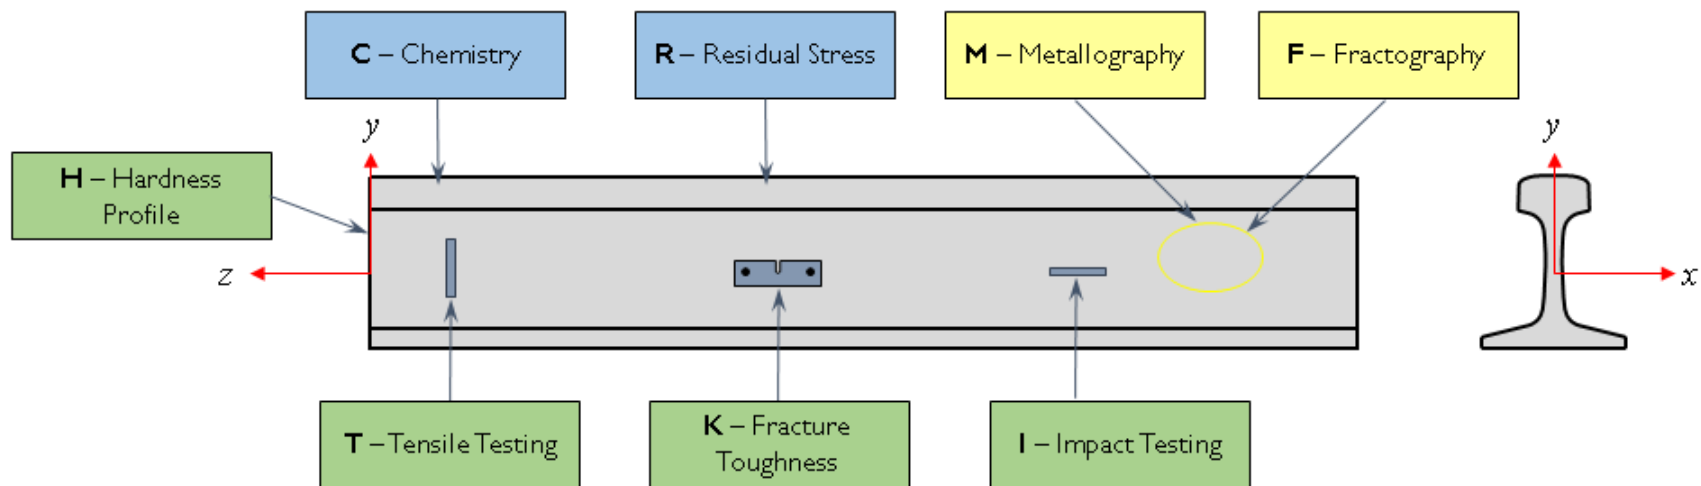 C – Chemistry
R – Residual Stress
M – Metallography
F – Fractography
y
y
H – Hardness
Profile
z
x
T – Tensile Testing
K – Fracture
Toughness
I – Impact Testing